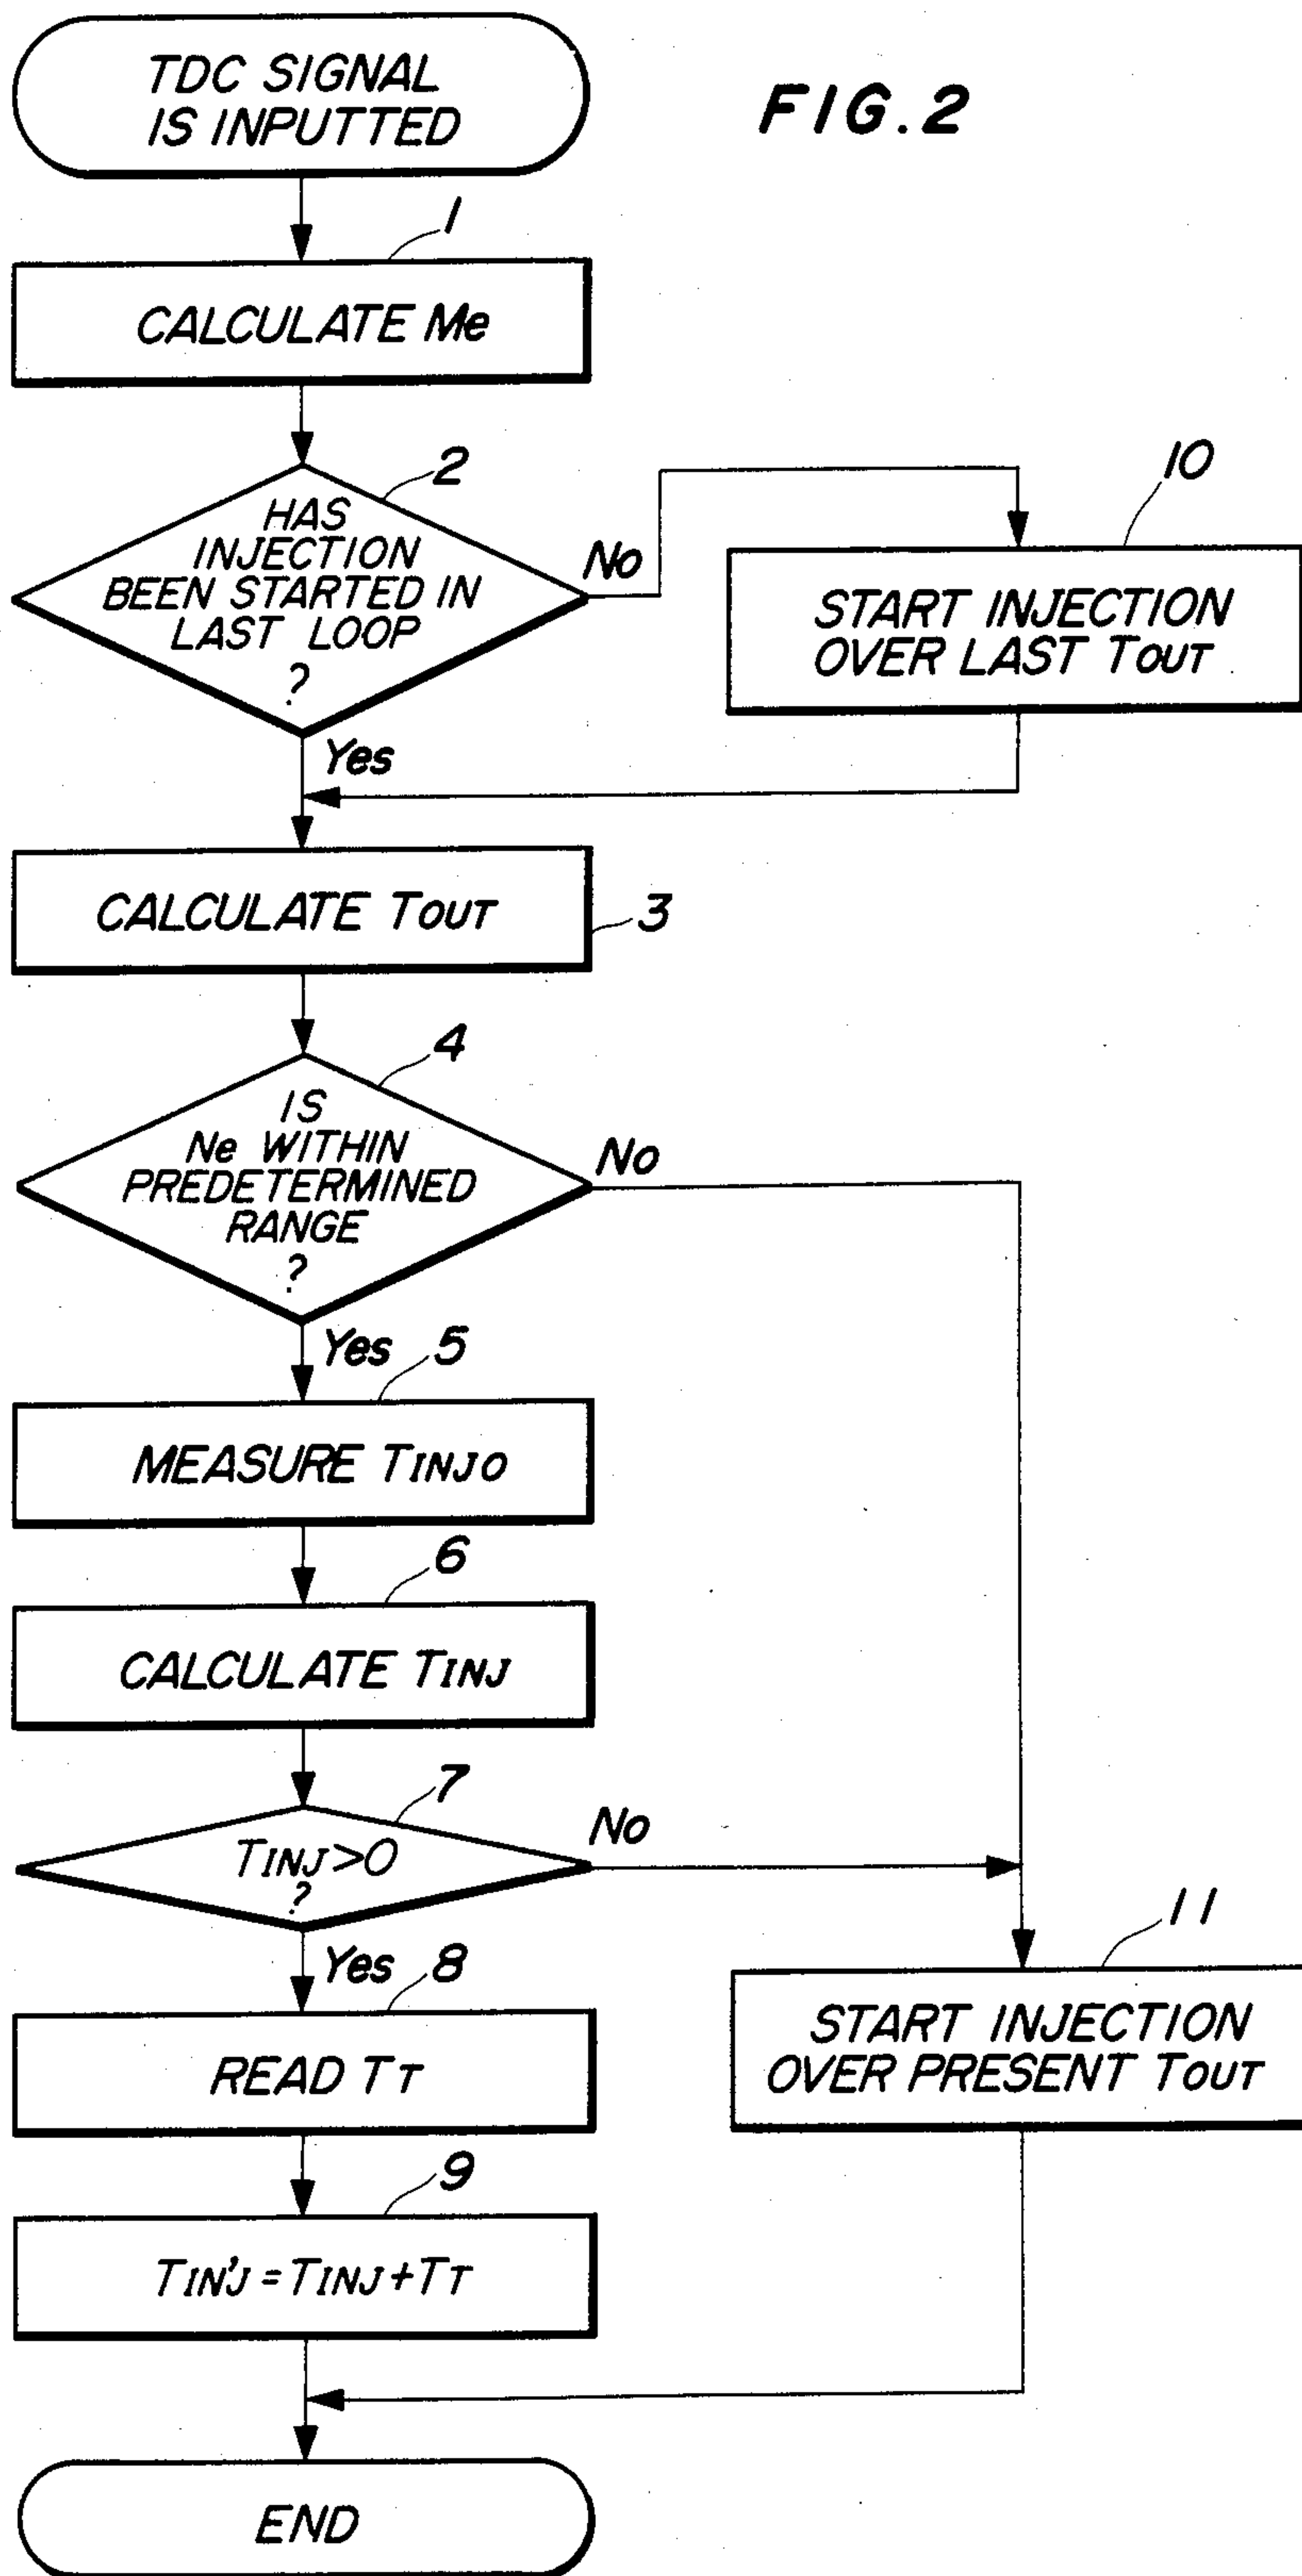 TDC SIGNAL
IS INPUTTED
FIG. 2
1
CALCULATE Me
2
HAS
INJECTION
BEEN STARTED IN
LAST LOOP
?
No
10
START INJECTION
OVER LAST TOUT
Yes
CALCULATE TOUT
3
4
IS
Ne WITHIN
PREDETERMINED
RANGE
?
No
Yes
5
MEASURE TINJO
6
CALCULATE TINJ
7
TINJ>0
?
No
Yes
8
READ TT
11
START INJECTION
OVER PRESENT TOUT
9
TIN'J=TINJ+TT
END